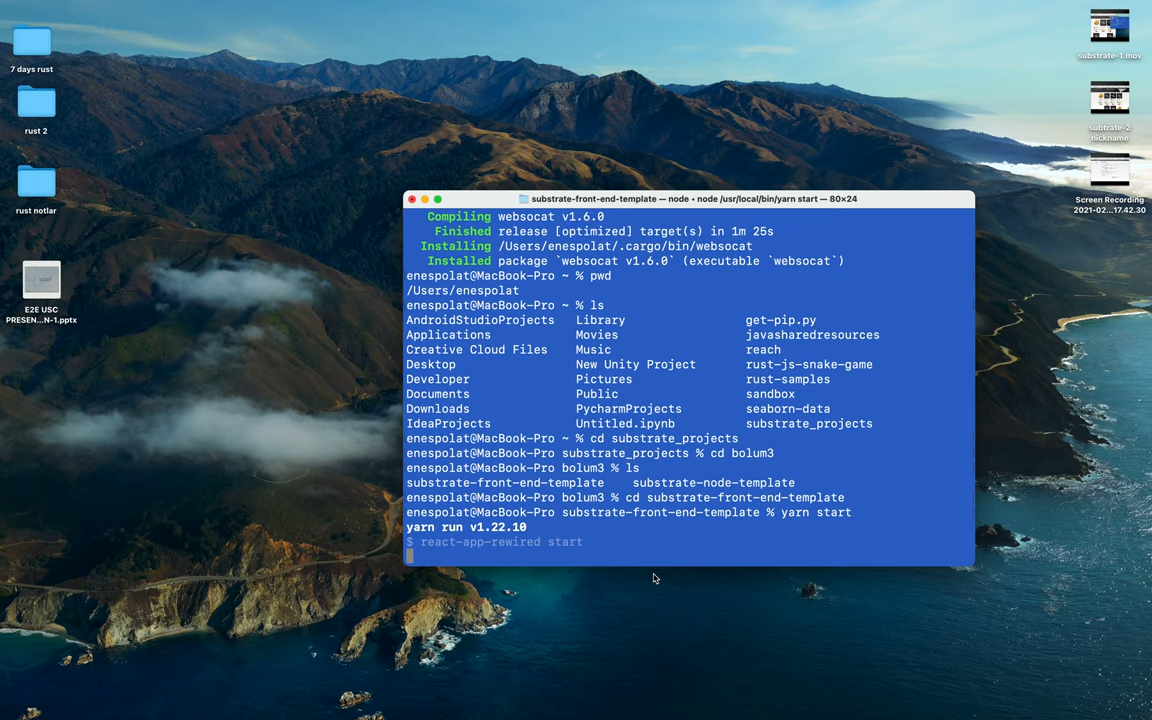 7 days rust
rust 2
rust notlar
E2E USC
PRESEN...N-1.pptx
substrate-1.mov
subtrate-2
nickname
Screen Recording
2021-02...17.42.30
substrate-front-end-template — node • node /usr/local/bin/yarn start — 80×24
Compiling websocat v1.6.0
Finished release [optimized] target(s) in 1m 25s
Installing /Users/enespolat/.cargo/bin/websocat
Installed package `websocat v1.6.0` (executable `websocat`)
enespolat@MacBook-Pro ~ % pwd
/Users/enespolat
enespolat@MacBook-Pro ~ % ls
AndroidStudioProjects Library get-pip.py
Applications Movies javasharedresources
Creative Cloud Files Music reach
Desktop New Unity Project rust-js-snake-game
Developer Pictures rust-samples
Documents Public sandbox
Downloads PycharmProjects seaborn-data
IdeaProjects Untitled.ipynb substrate_projects
enespolat@MacBook-Pro ~ % cd substrate_projects
enespolat@MacBook-Pro substrate_projects % cd bolum3
enespolat@MacBook-Pro bolum3 % ls
substrate-front-end-template substrate-node-template
enespolat@MacBook-Pro bolum3 % cd substrate-front-end-template
enespolat@MacBook-Pro substrate-front-end-template % yarn start
yarn run v1.22.10
$ react-app-rewired start